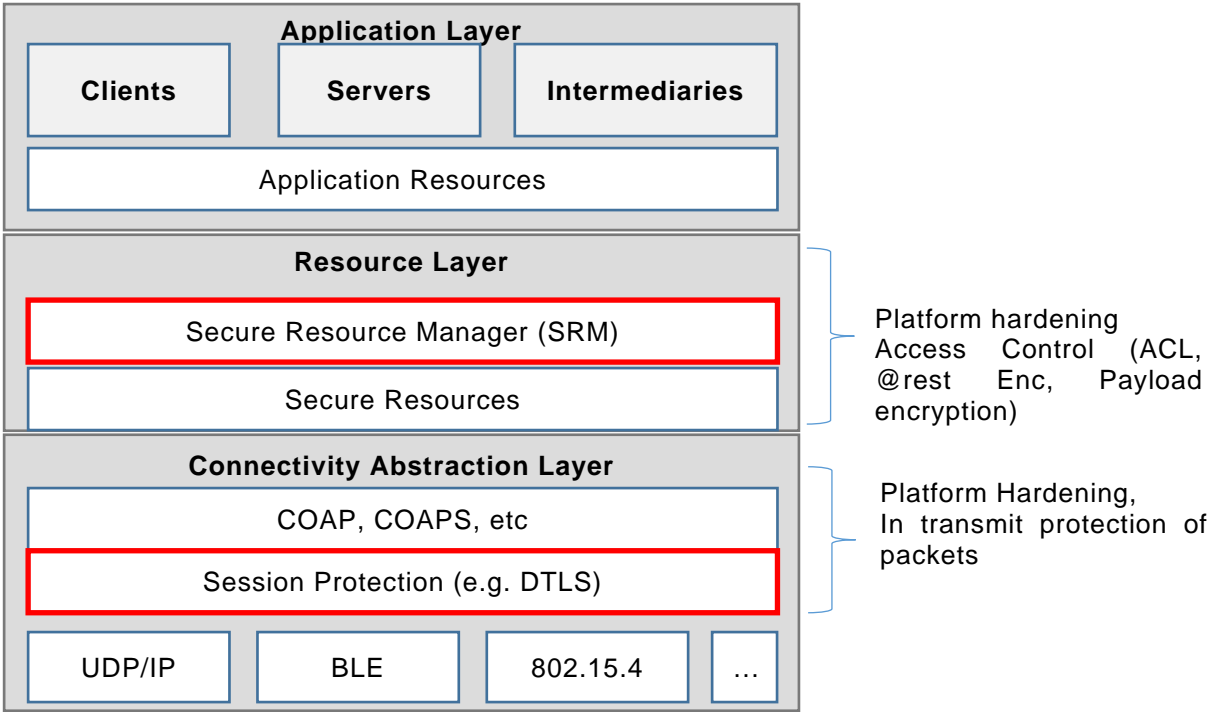 Application Layer
Clients
Servers
Intermediaries
Application Resources
Resource Layer
Secure Resource Manager (SRM)
Secure Resources
Platform hardening
Access Control (ACL,
@rest Enc, Payload
encryption)
Connectivity Abstraction Layer
COAP, COAPS, etc
Session Protection (e.g. DTLS)
Platform Hardening,
In transmit protection of
packets
UDP/IP
BLE
802.15.4
…